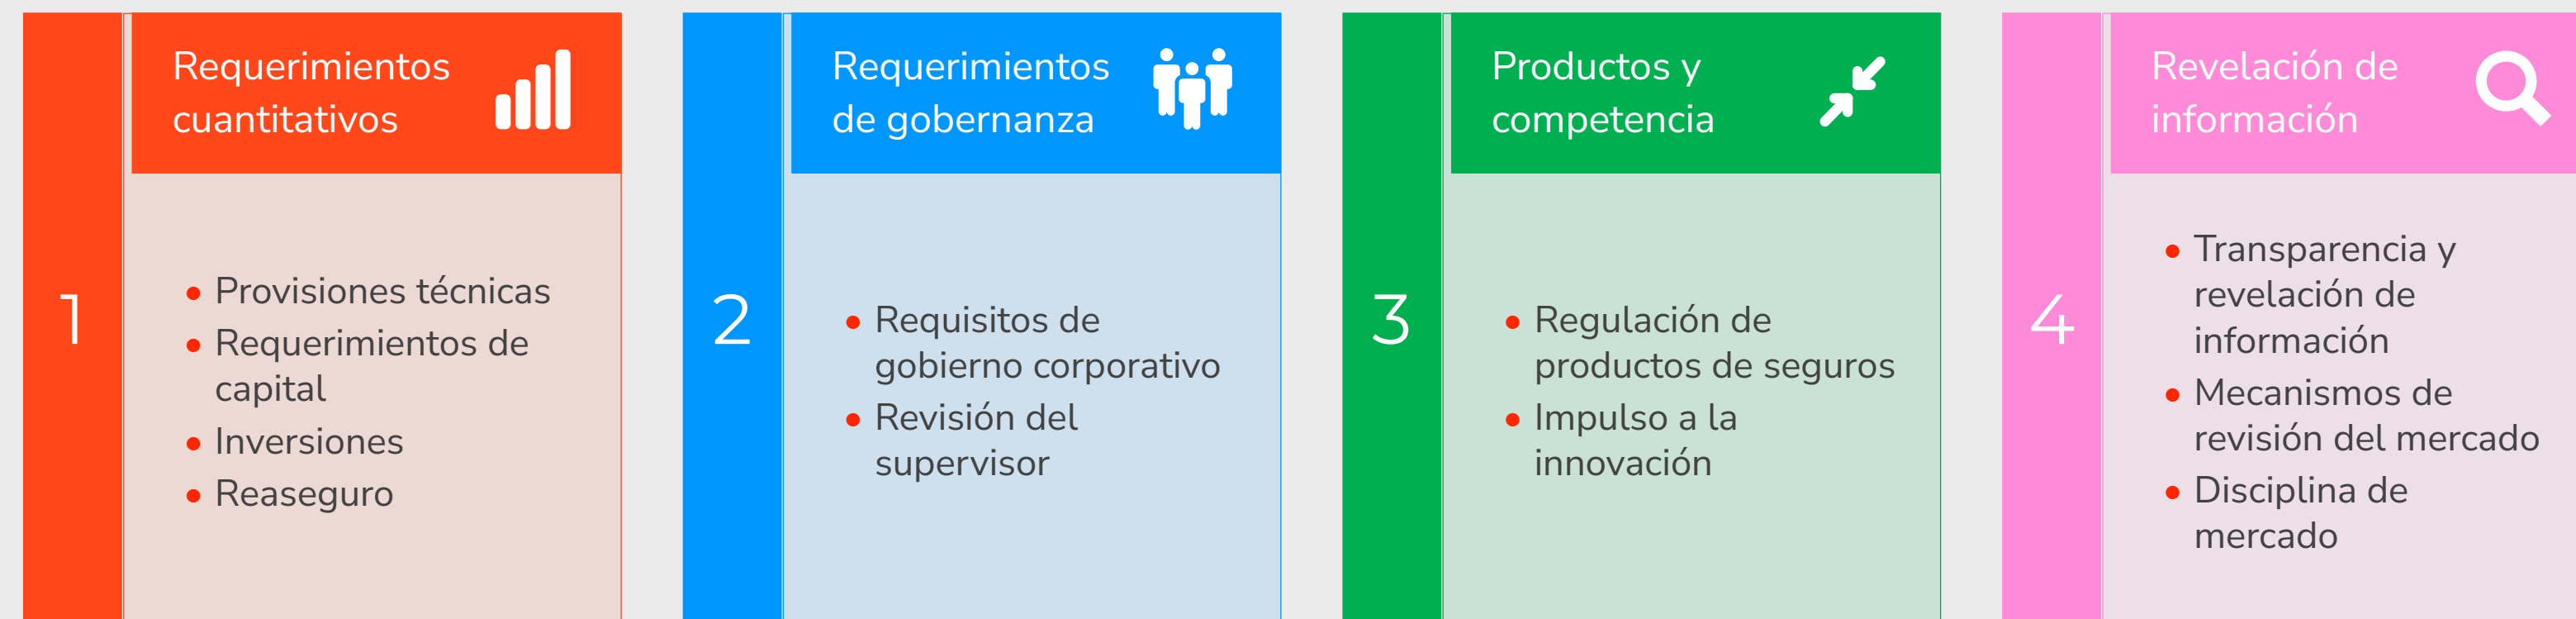 1
Requerimientos
cuantitativos
• Provisiones técnicas
• Requerimientos de
capital
• Inversiones
• Reaseguro
2
Requerimientos
de gobernanza
• Requisitos de
gobierno corporativo
• Revisión del
supervisor
3
Productos y
competencia
• Regulación de
productos de seguros
• Impulso a la
innovación
4
Revelación de
información
• Transparencia y
revelación de
información
• Mecanismos de
revisión del mercado
• Disciplina de
mercado